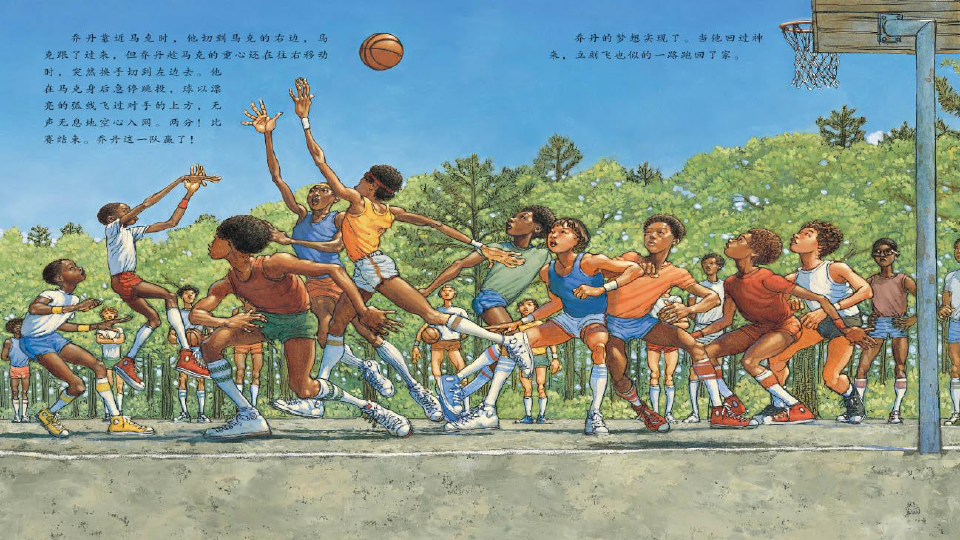 乔丹靠近马克时，他切到马克的右边，马
克跟了过来，但乔丹趁马克的重心还在往右移动
时，突然换手切到左边去。他
在马克身后急停跳投，球以漂
亮的弧线飞过对手的上方，无
声无息地空心入网。两分！比
赛结束。乔丹这一队赢了！
乔丹的梦想实现了。当他回过神
来，立刻飞也似的一路跑回了家。